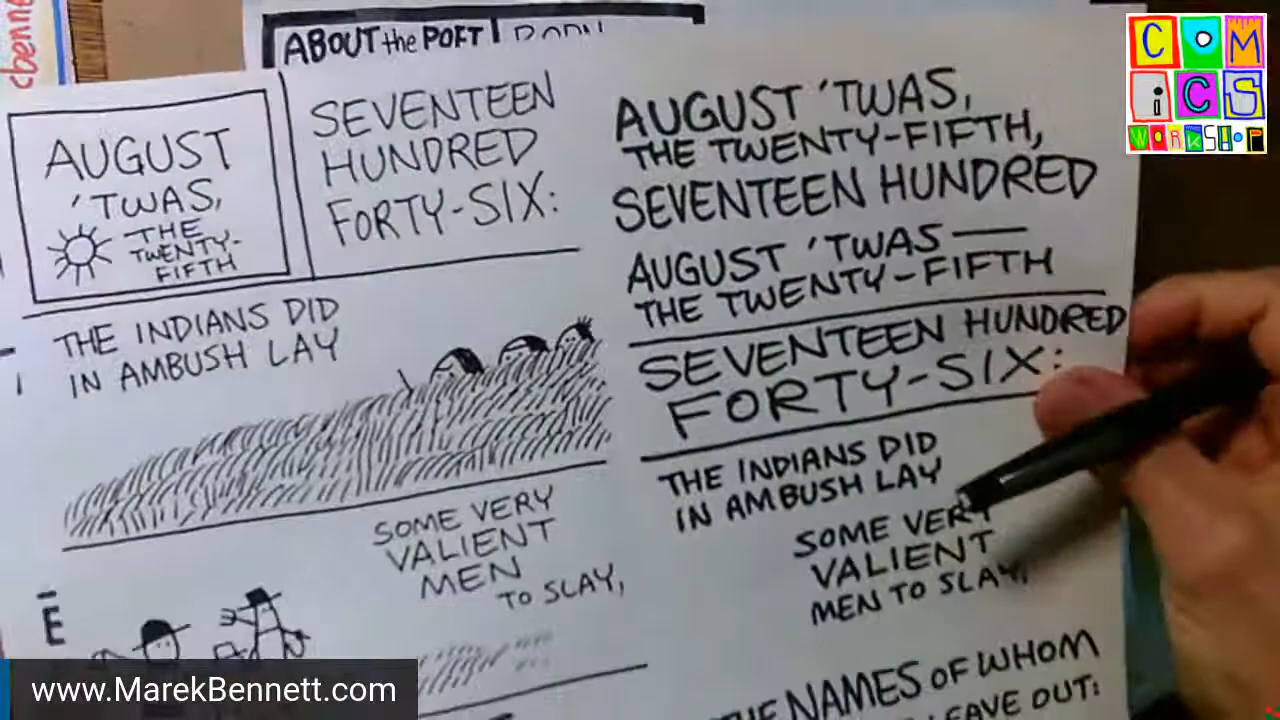 cbenn
ABOUT the POET
AUGUST
'TWAS,
THE
TWENTY-
FIFTH
SEVENTEEN
HUNDRED
FORTY-SIX:
THE INDIANS DID
IN AMBUSH LAY
SOME VERY
VALIENT
MEN
TO SLAY,
E
AUGUST 'TWAS,
THE TWENTY-FIFTH,
SEVENTEEN HUNDRED
AUGUST 'TWAS —
THE TWENTY-FIFTH
SEVENTEEN HUNDRED
FORTY-SIX:
THE INDIANS DID
IN AMBUSH LAY
SOME VERY
VALIENT
MEN TO SLAY,
NAMES OF WHOM
LEAVE OUT:
COMiCS
WORKSHOP
www.MarekBennett.com